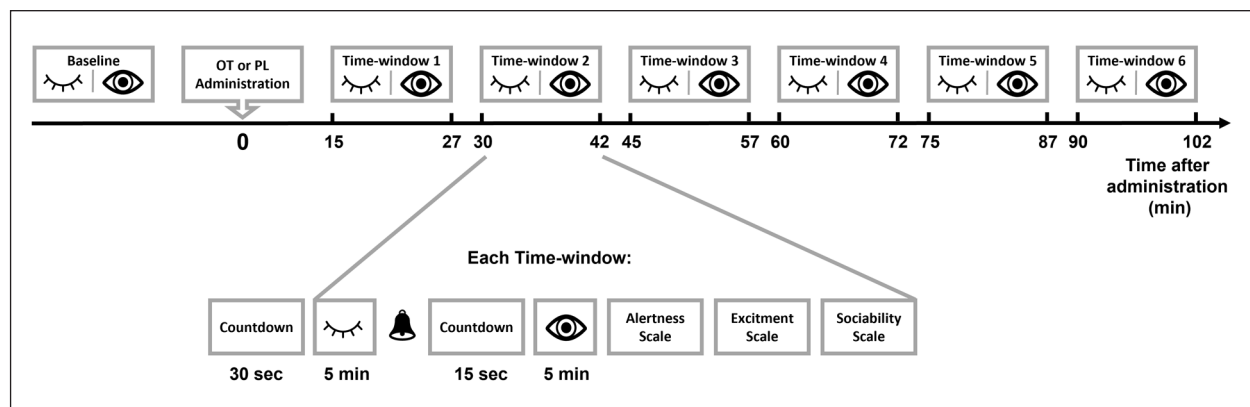 Baseline
OT or PL
Administration
Time-window 1
Time-window 2
Time-window 3
Time-window 4
Time-window 5
Time-window 6
0
15
27
30
42
45
57
60
72
75
87
90
102
Time after
administration
(min)
Each Time-window:
Countdown
Countdown
Alertness
Scale
Excitment
Scale
Sociability
Scale
30 sec
5 min
15 sec
5 min